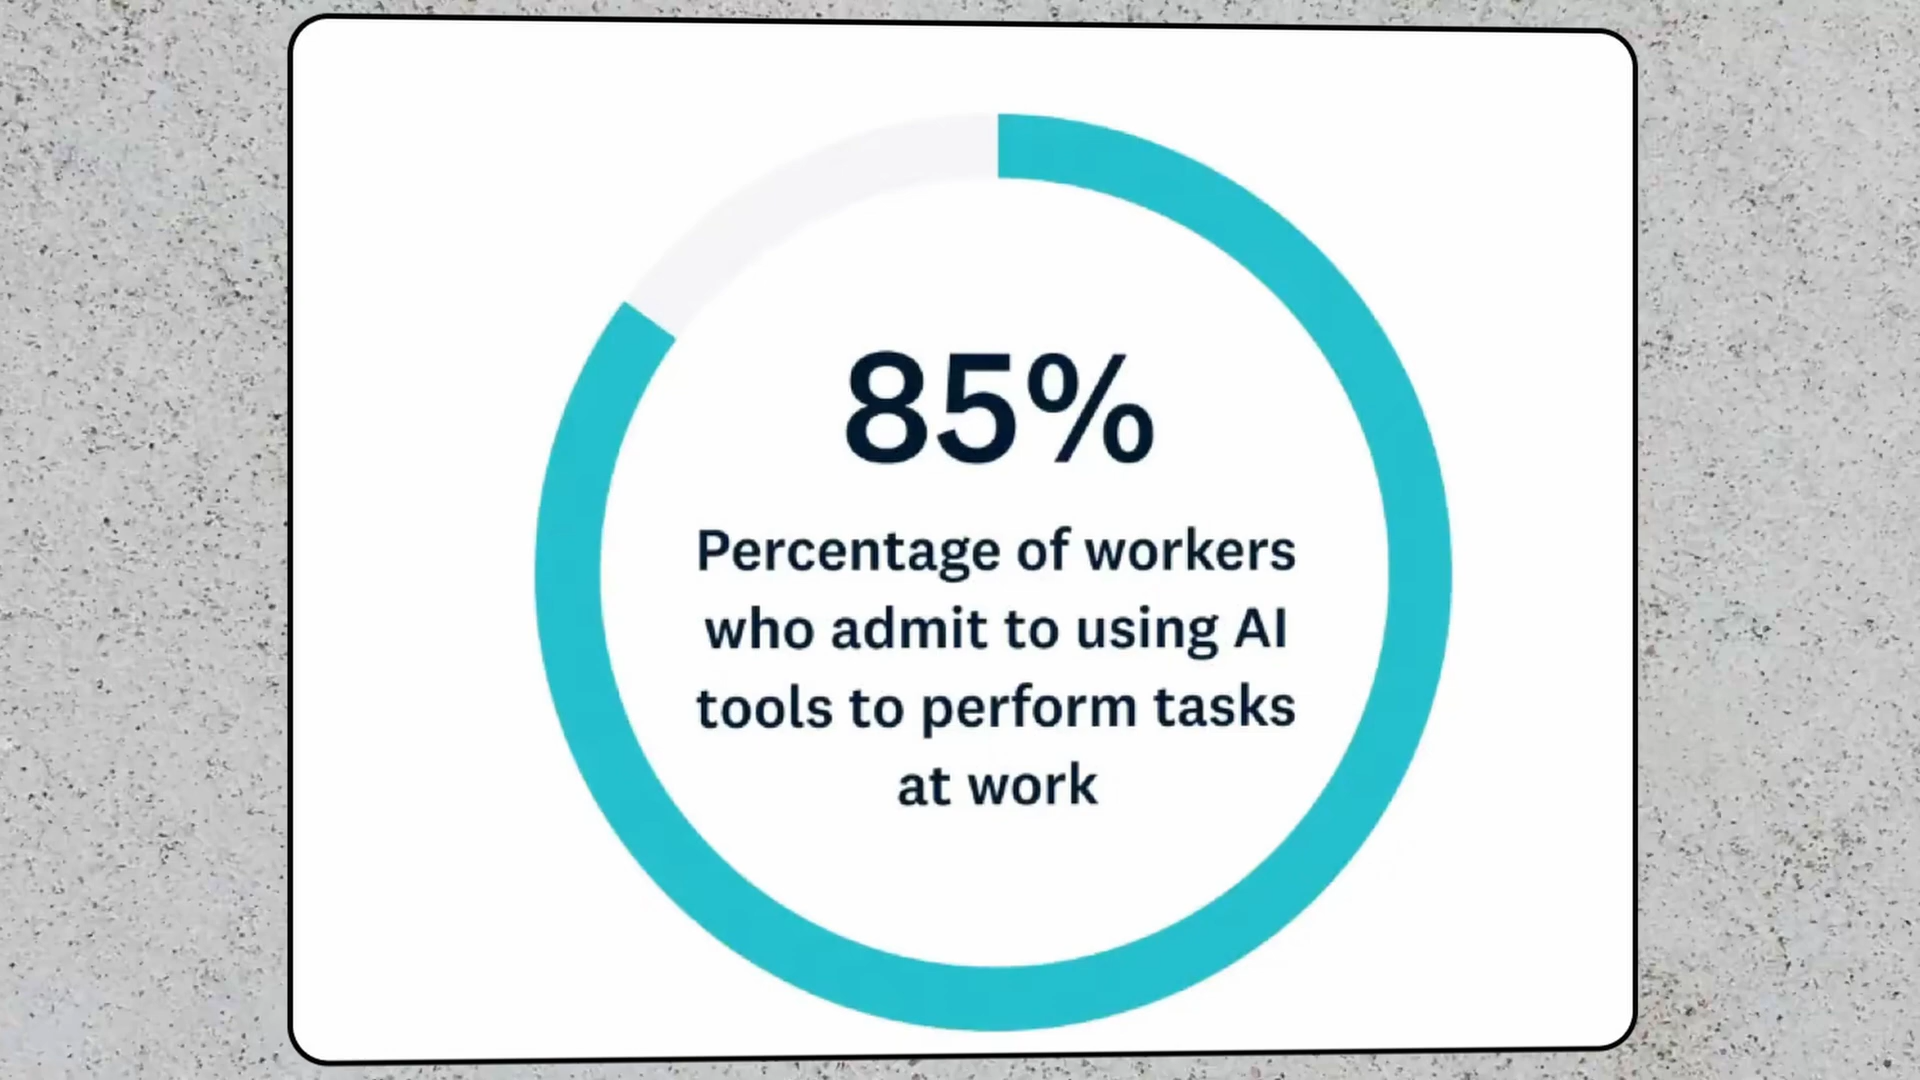 85%
Percentage of workers
who admit to using AI
tools to perform tasks
at work